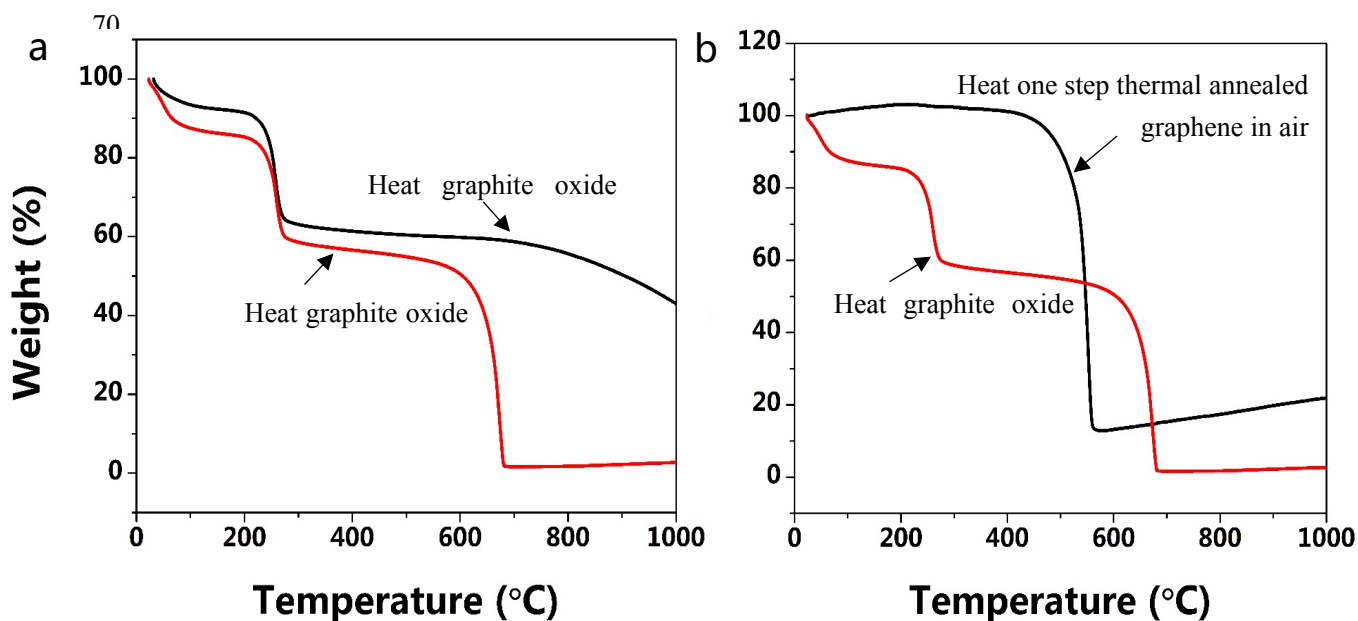 70
a
100
80
60
40
20
0
Weight (%)
Heat graphite oxide
Heat graphite oxide
0 200 400 600 800 1000
Temperature (°C)
b
120
100
80
60
40
20
0
Heat one step thermal annealed
graphene in air
Heat graphite oxide
0 200 400 600 800 1000
Temperature (°C)